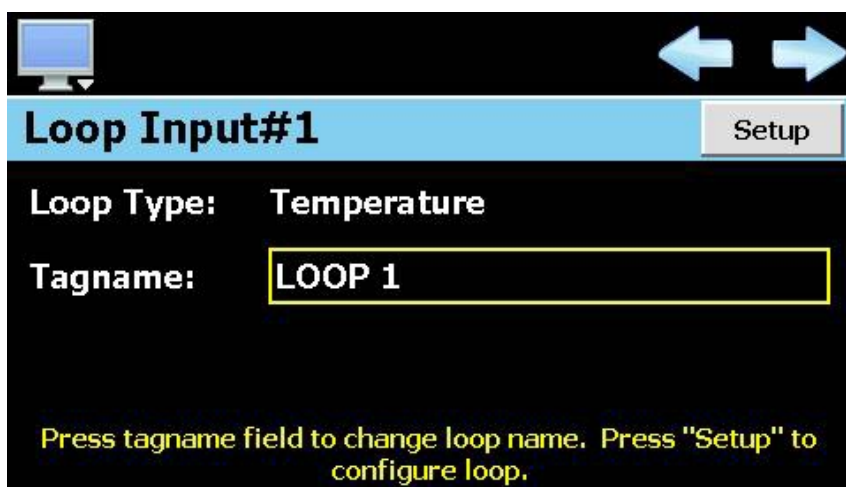 Loop Input#1
Setup
Loop Type: Temperature
Tagname: LOOP 1
Press tagname field to change loop name. Press "Setup" to
configure loop.